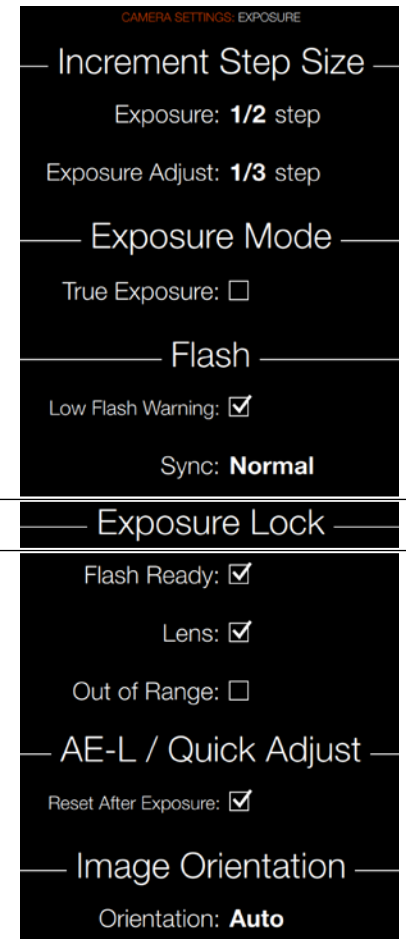 CAMERA SETTINGS: EXPOSURE
Increment Step Size
Exposure: 1/2 step
Exposure Adjust: 1/3 step
Exposure Mode
True Exposure:
Flash
Low Flash Warning:
Sync: Normal
Exposure Lock
Flash Ready:
Lens:
Out of Range:
AE-L / Quick Adjust
Reset After Exposure:
Image Orientation
Orientation: Auto